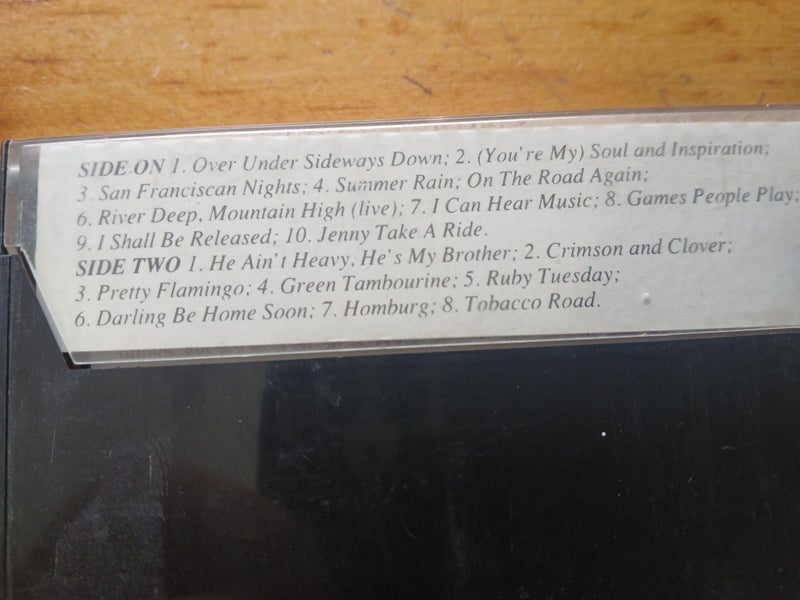 SIDE ON 1. Over Under Sideways Down; 2. (You're My) Soul and Inspiration;
3. San Franciscan Nights; 4. Summer Rain; On The Road Again;
6. River Deep, Mountain High (live); 7. I Can Hear Music; 8. Games People Play;
9. I Shall Be Released; 10. Jenny Take A Ride.
SIDE TWO 1. He Ain't Heavy, He's My Brother; 2. Crimson and Clover;
3. Pretty Flamingo; 4. Green Tambourine; 5. Ruby Tuesday;
6. Darling Be Home Soon; 7. Homburg; 8. Tobacco Road.